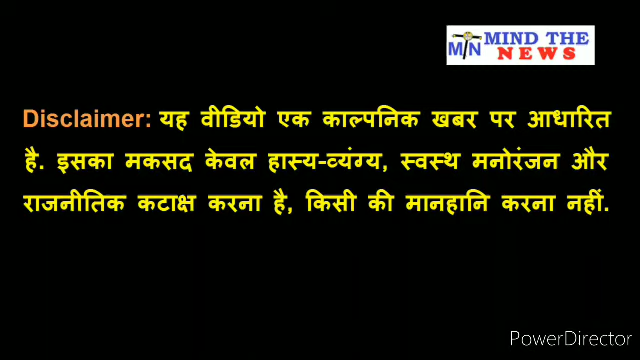 MIND THE
MTN NEWS
Disclaimer: यह वीडियो एक काल्पनिक खबर पर आधारित
है. इसका मकसद केवल हास्य-व्यंग्य, स्वस्थ मनोरंजन और
राजनीतिक कटाक्ष करना है, किसी की मानहानि करना नहीं.
PowerDirector